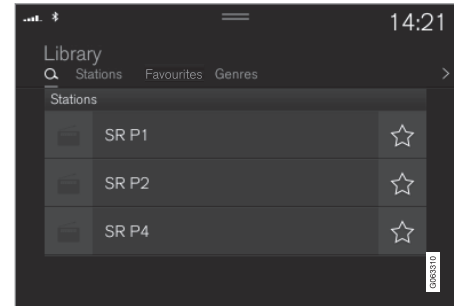 14:21
Library
Stations Favourites Genres
Stations
SR P1
SR P2
SR P4
G063310